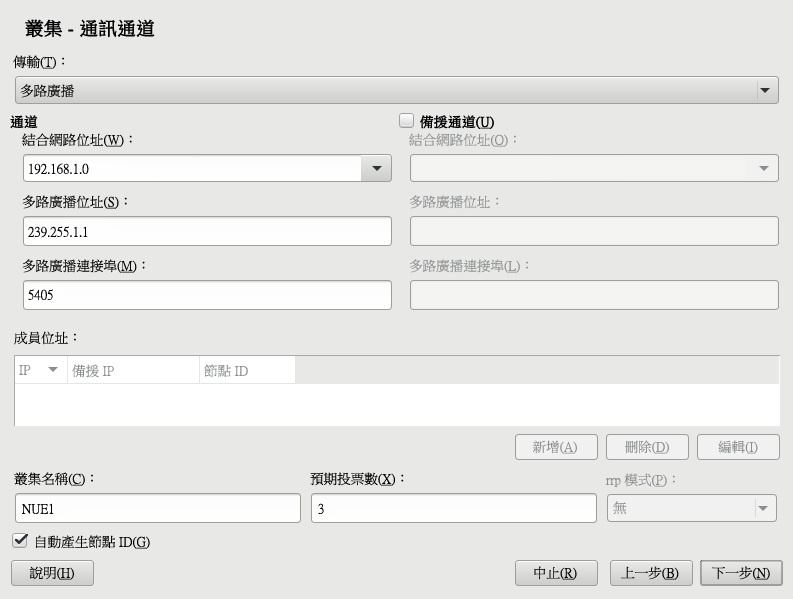 叢集 - 通訊通道
傳輸(T)：
多路廣播
通道
備援通道(U)
結合網路位址(W)：
結合網路位址(O)：
192.168.1.0
多路廣播位址(S)：
多路廣播位址：
239.255.1.1
多路廣播連接埠(M)：
多路廣播連接埠(L)：
5405
成員位址：
IP 備援 IP 節點 ID
新增(A) 刪除(D) 編輯(I)
叢集名稱(C)： 預期投票數(X)： rrp 模式(P)：
NUE1 3 無
自動產生節點 ID(G)
說明(H) 中止(R) 上一步(B) 下一步(N)